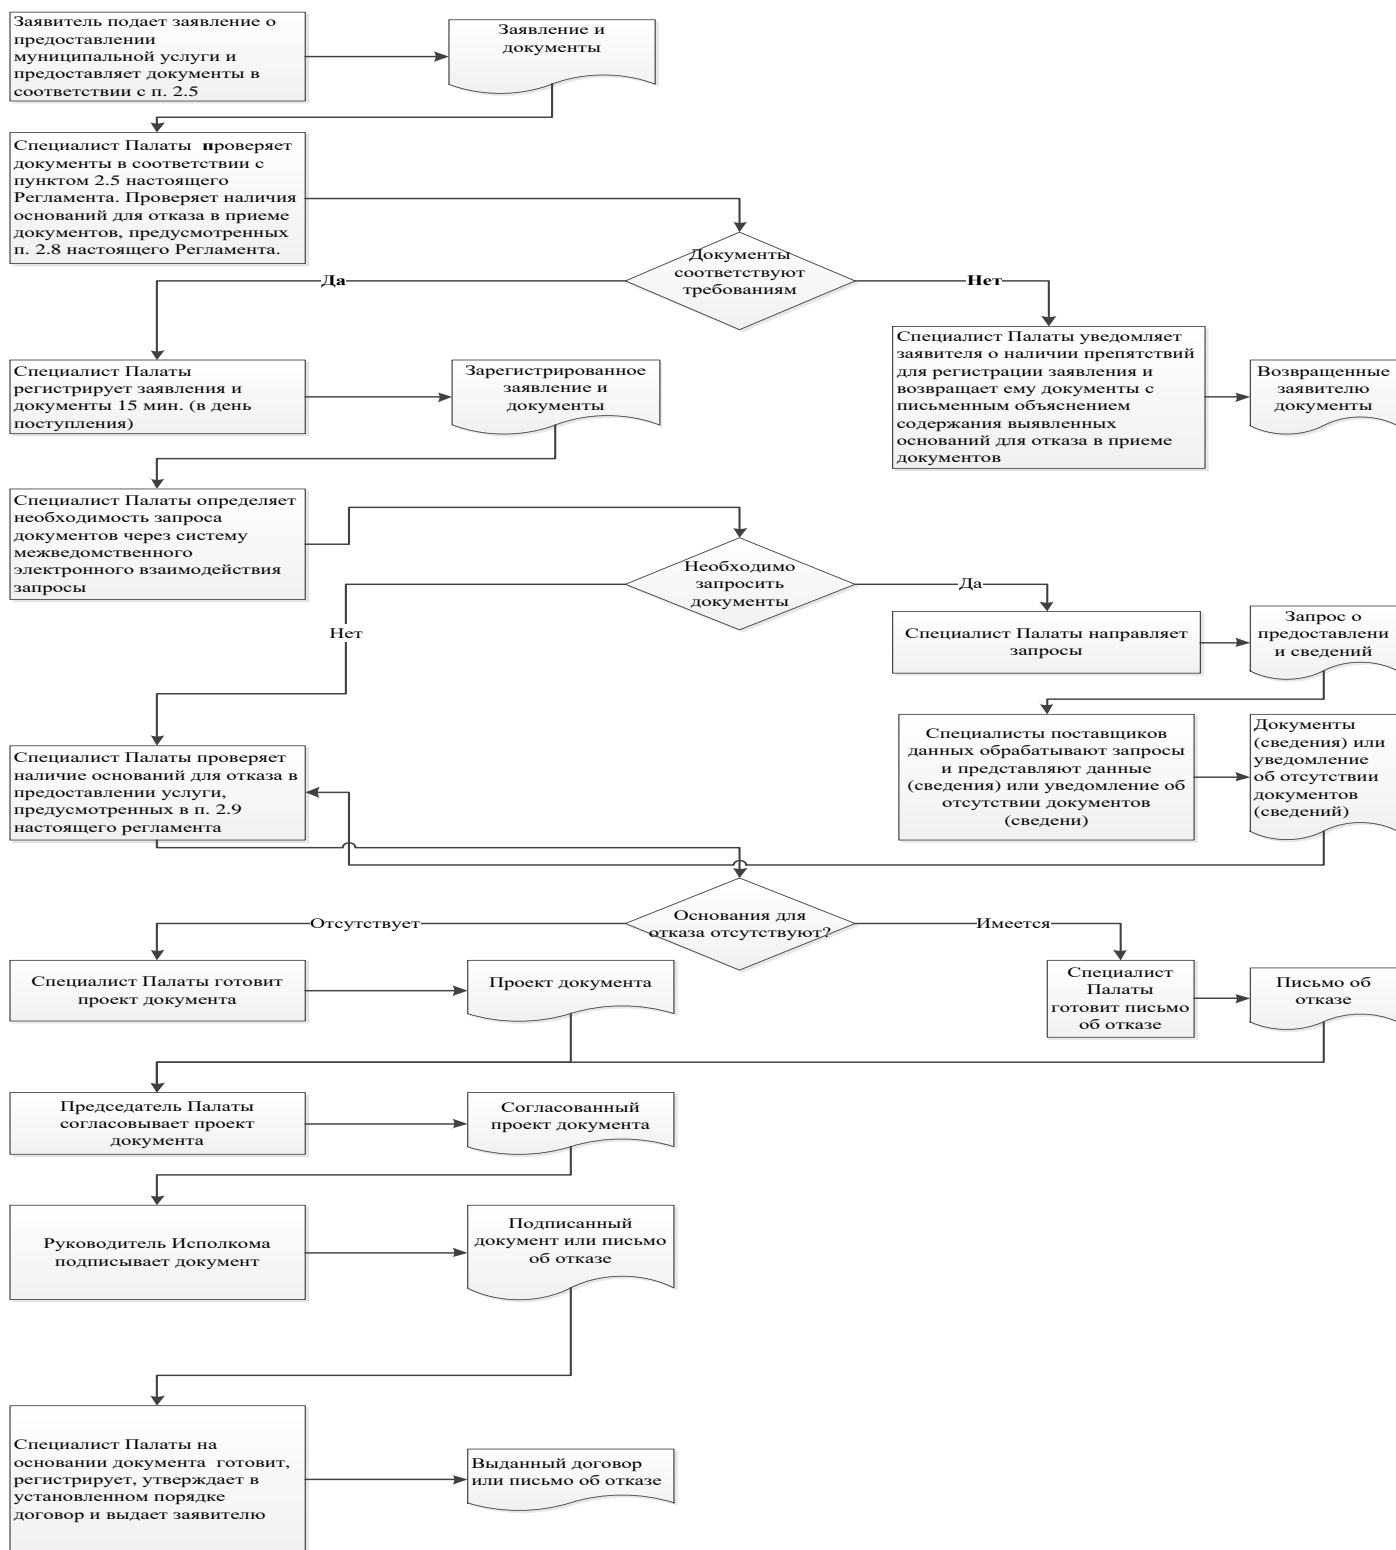 Заявитель подает заявление о
предоставлении
муниципальной услуги и
предоставляет документы в
соответствии с п. 2.5
Заявление и
документы
Специалист Палаты  проверяет
документы в соответствии с
пунктом 2.5 настоящего
Регламента. Проверяет наличия
оснований для отказа в приеме
документов, предусмотренных
п. 2.8 настоящего Регламента.
Документы
соответствуют
требованиям
Да
Нет
Специалист Палаты
регистрирует заявления и
документы 15 мин. (в день
поступления)
Зарегистрированное
заявление и
документы
Специалист Палаты уведомляет
заявителя о наличии препятствий
для регистрации заявления и
возвращает ему документы с
письменным объяснением
содержания выявленных
оснований для отказа в приеме
документов
Возвращенные
заявителю
документы
Специалист Палаты определяет
необходимость запроса
документов через систему
межведомственного
электронного взаимодействия
запросы
Необходимо
запросить
документы
Да
Нет
Специалист Палаты направляет
запросы
Запрос о
предоставлени
и сведений
Специалисты поставщиков
данных обрабатывают запросы
и представляют данные
(сведения) или уведомление об
отсутствии документов
(сведени)
Документы
(сведения) или
уведомление
об отсутствии
документов
(сведений)
Специалист Палаты проверяет
наличие оснований для отказа в
предоставлении услуги,
предусмотренных в п. 2.9
настоящего регламента
Основания для
отказа отсутствуют?
Отсутствует
Имеется
Специалист Палаты готовит
проект документа
Проект документа
Специалист
Палаты
готовит письмо
об отказе
Письмо об
отказе
Председатель Палаты
согласовывает проект
документа
Согласованный
проект документа
Руководитель Исполкома
подписывает документ
Подписанный
документ или письмо
об отказе
Специалист Палаты на
основании документа  готовит,
регистрирует, утверждает в
установленном порядке
договор и выдает заявителю
Выданный договор
или письмо об отказе